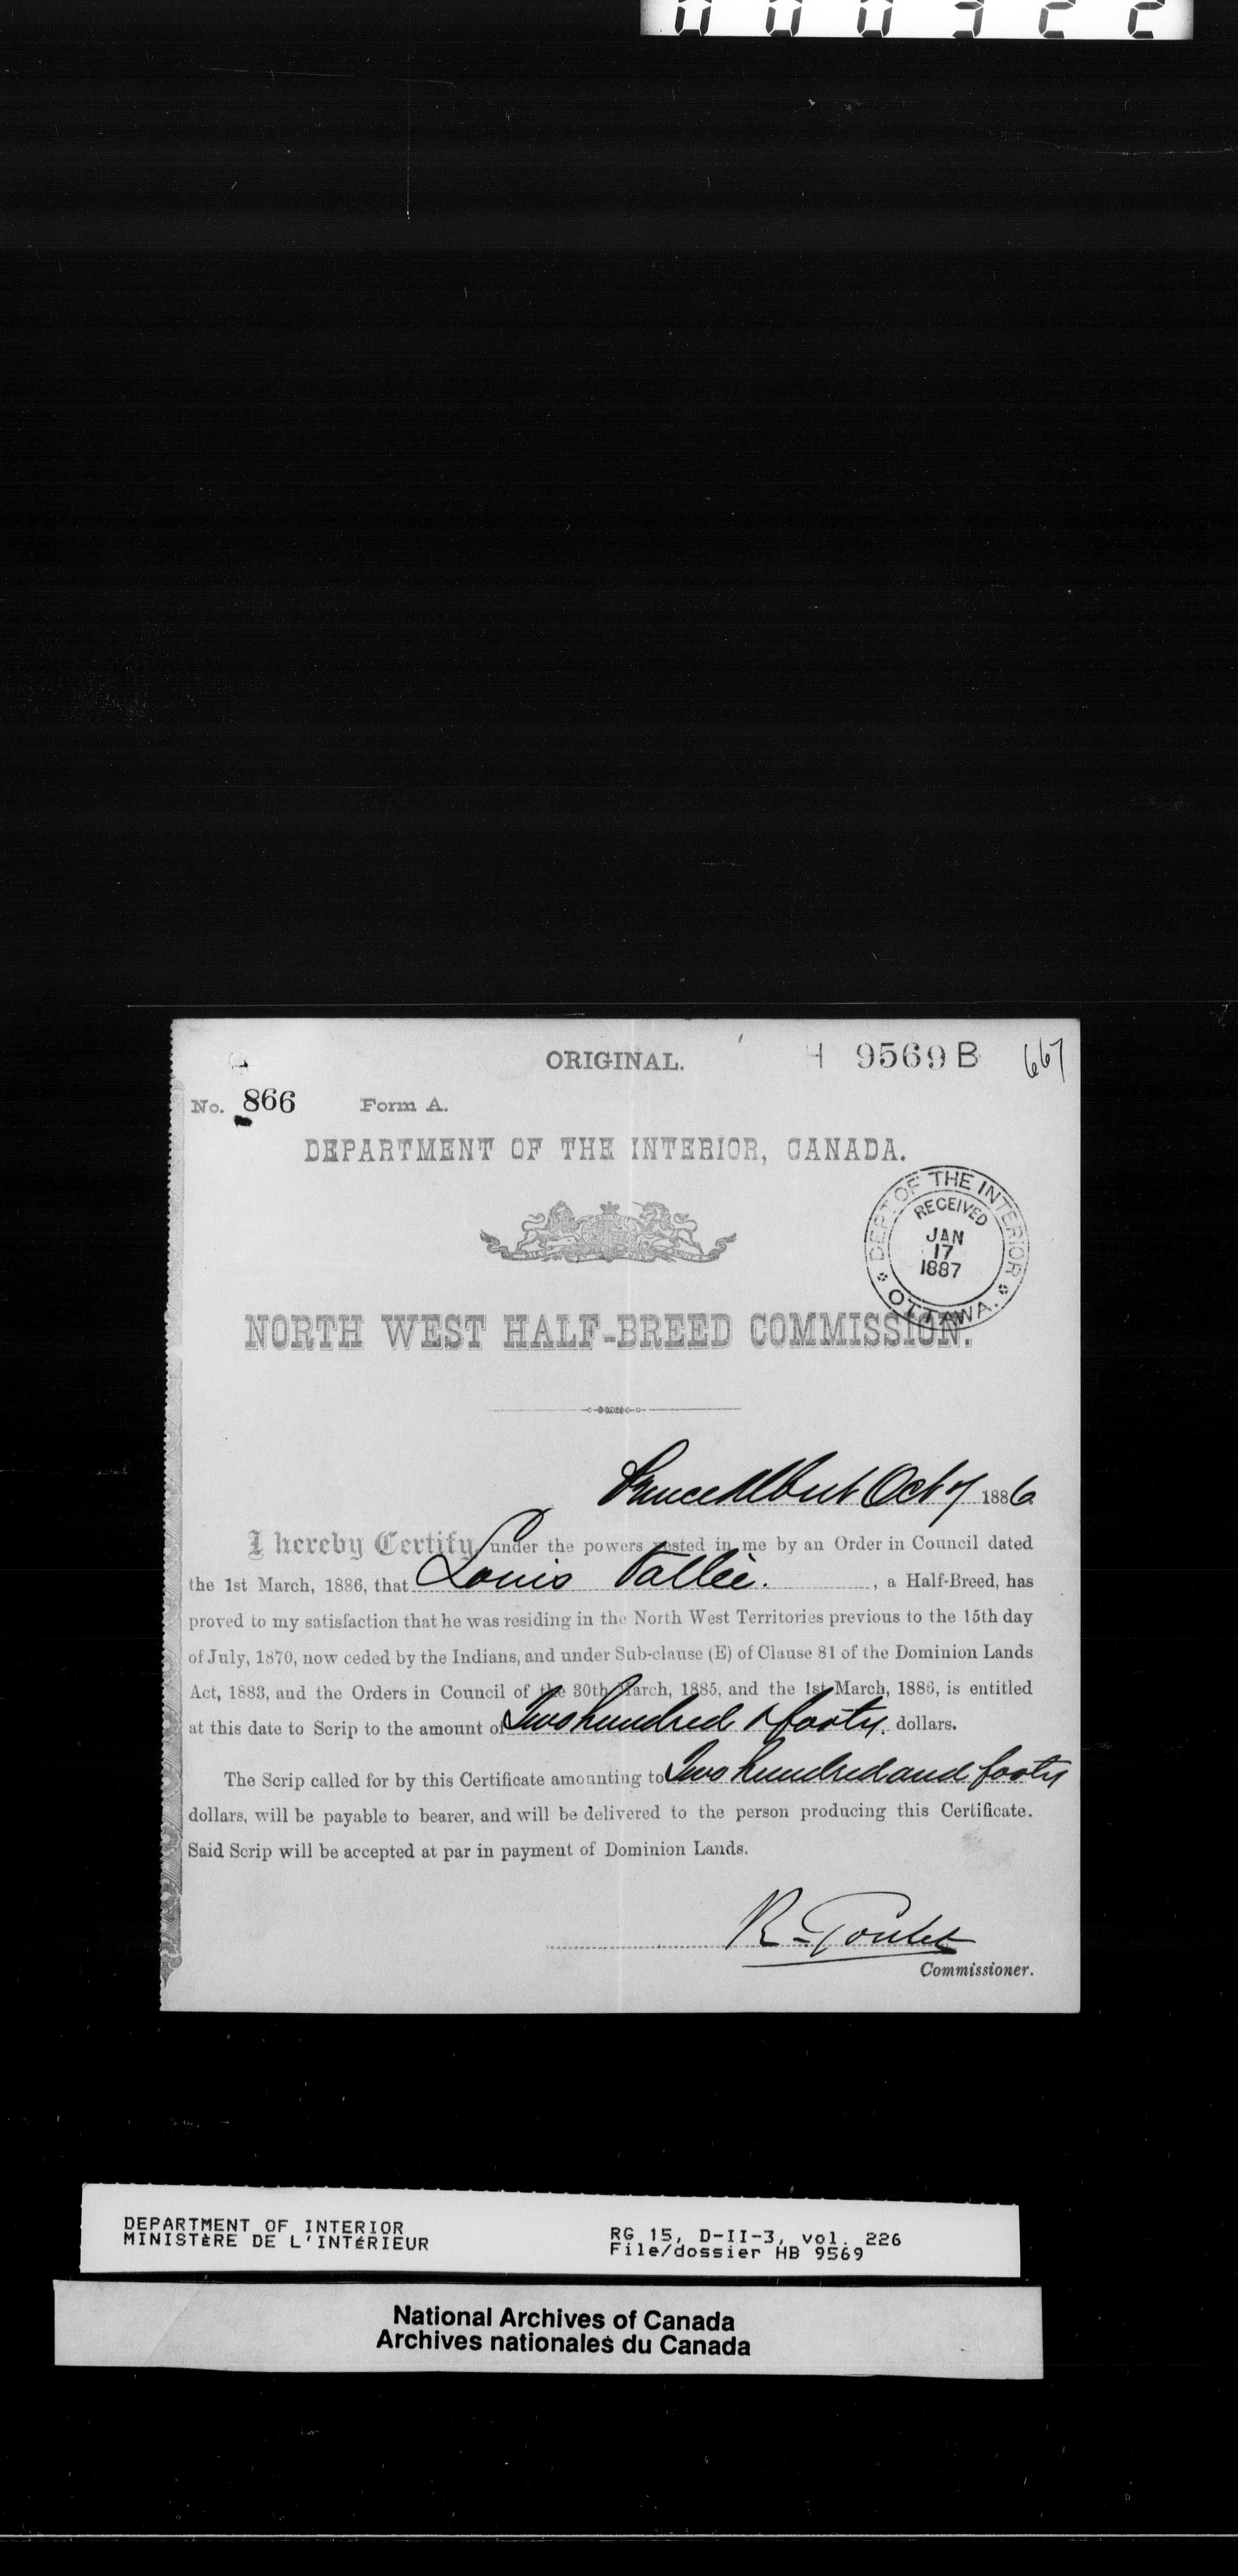 000322
ORIGINAL.
H 9569 B
667
No. 866 Form A.
DEPARTMENT OF THE INTERIOR, CANADA.
DEPT. OF THE INTERIOR
RECEIVED
JAN
17
1887
OTTAWA.
NORTH WEST HALF-BREED COMMISSION.
Prince Albert Oct 7 1886
I hereby Certify, under the powers vested in me by an Order in Council dated
the 1st March, 1886, that Louis Vallée. , a Half-Breed, has
proved to my satisfaction that he was residing in the North West Territories previous to the 15th day
of July, 1870, now ceded by the Indians, and under Sub-clause (E) of Clause 81 of the Dominion Lands
Act, 1883, and the Orders in Council of the 30th March, 1885, and the 1st March, 1886, is entitled
at this date to Scrip to the amount of Two hundred & forty. dollars.
The Scrip called for by this Certificate amounting to Two hundred and forty
dollars, will be payable to bearer, and will be delivered to the person producing this Certificate.
Said Scrip will be accepted at par in payment of Dominion Lands.
R. Goulet
Commissioner.
DEPARTMENT OF INTERIOR
MINISTÈRE DE L'INTÉRIEUR
RG 15, D-II-3, vol. 226
File/dossier HB 9569
National Archives of Canada
Archives nationales du Canada